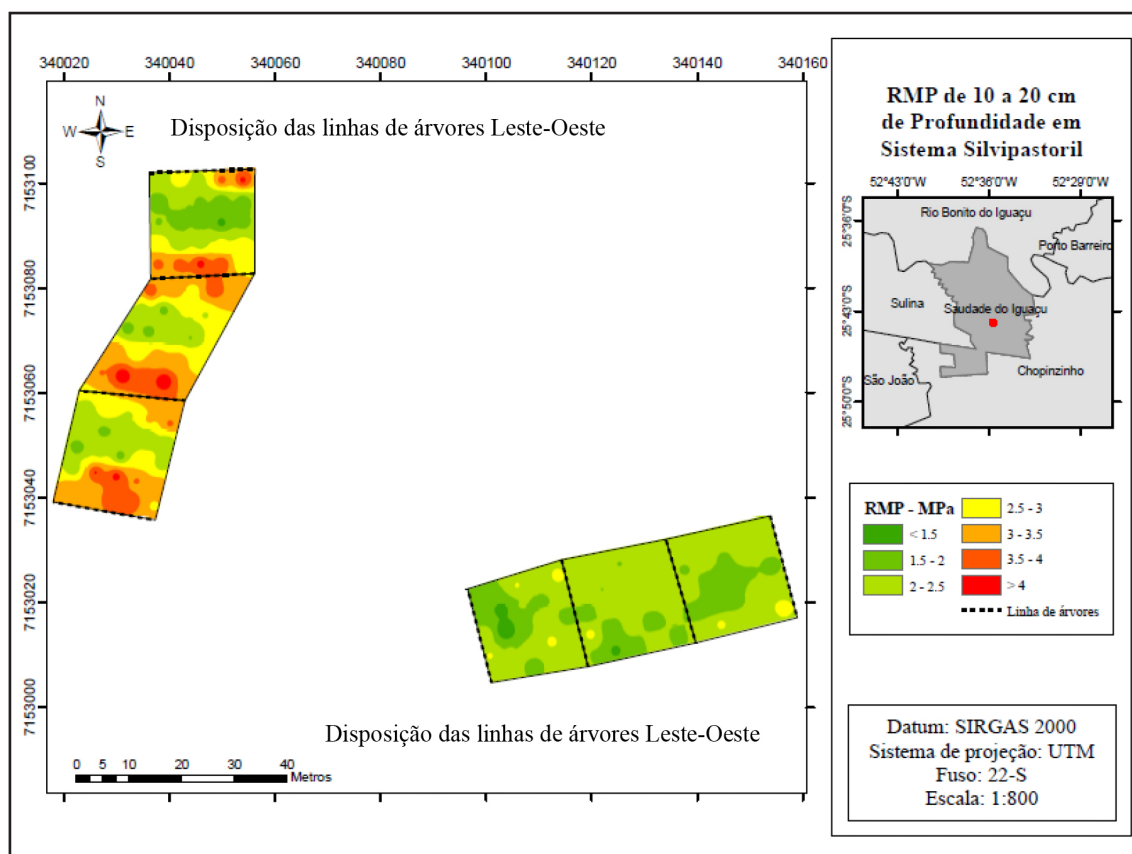 340020 340040 340060 340080 340100 340120 340140 340160
N
W E
S
Disposição das linhas de árvores Leste-Oeste
7153100
7153080
7153060
7153040
7153020
7153000
Disposição das linhas de árvores Leste-Oeste
0 5 10 20 30 40
Metros
RMP de 10 a 20 cm
de Profundidade em
Sistema Silvipastoril
52°43'0"W 52°36'0"W 52°29'0"W
25°36'0"S
25°43'0"S
25°50'0"S
Rio Bonito do Iguaçu
Porto Barreiro
Sulina
Saudade do Iguaçu
Chopinzinho
São João
RMP - MPa
< 1.5
1.5 - 2
2 - 2.5
2.5 - 3
3 - 3.5
3.5 - 4
> 4
Linha de árvores
Datum: SIRGAS 2000
Sistema de projeção: UTM
Fuso: 22-S
Escala: 1:800